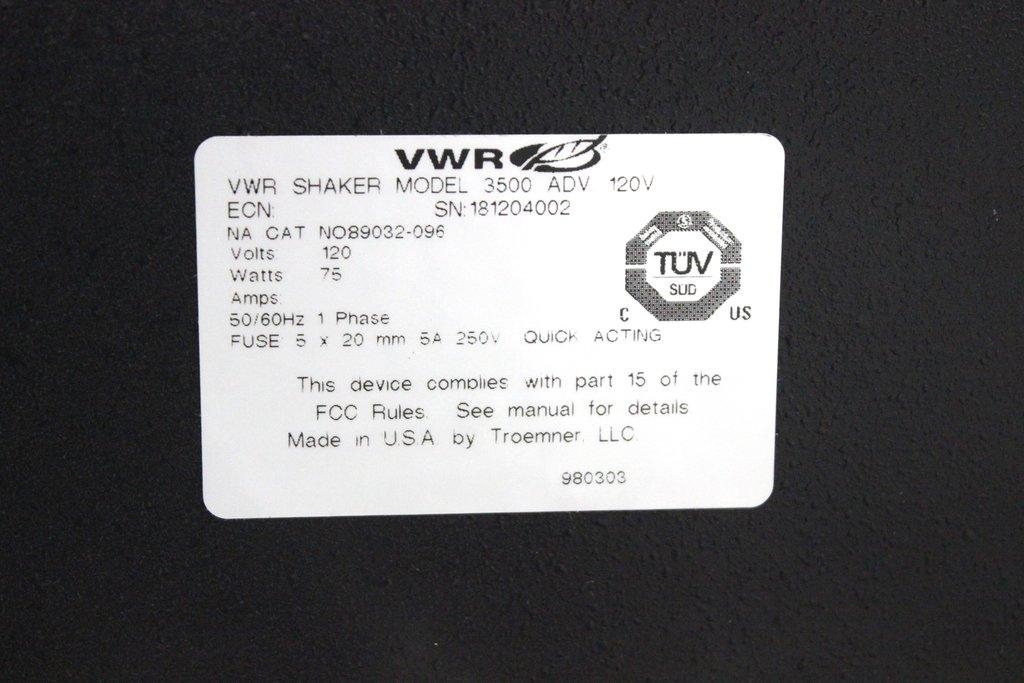 VWR®
VWR SHAKER MODEL 3500 ADV 120V
ECN: SN:181204002
NA CAT NO89032-096
Volts 120
Watts 75
Amps:
50/60Hz 1 Phase
FUSE 5 x 20 mm 5A 250V QUICK ACTING
TÜV
SÜD
C US
This device complies with part 15 of the
FCC Rules. See manual for details
Made in U.S.A by Troemner, LLC.
980303